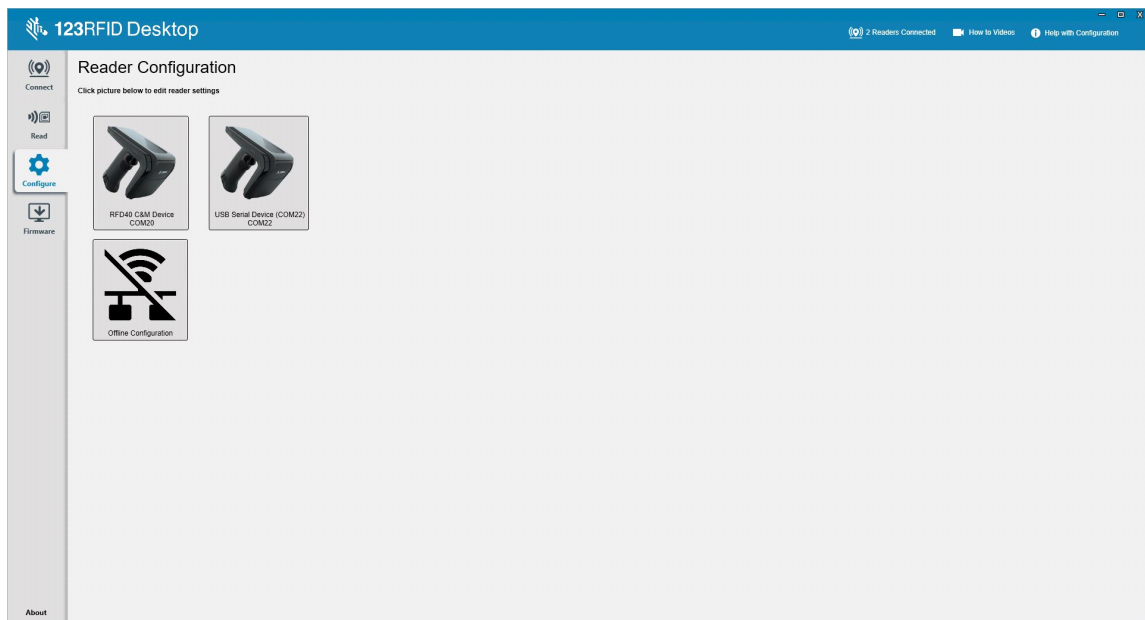 123RFID Desktop
2 Readers Connected
How to Videos
Help with Configuration
Connect
Read
Configure
Firmware
About
Reader Configuration
Click picture below to edit reader settings
RFD40 C&M Device
COM20
USB Serial Device (COM22)
COM22
Offline Configuration